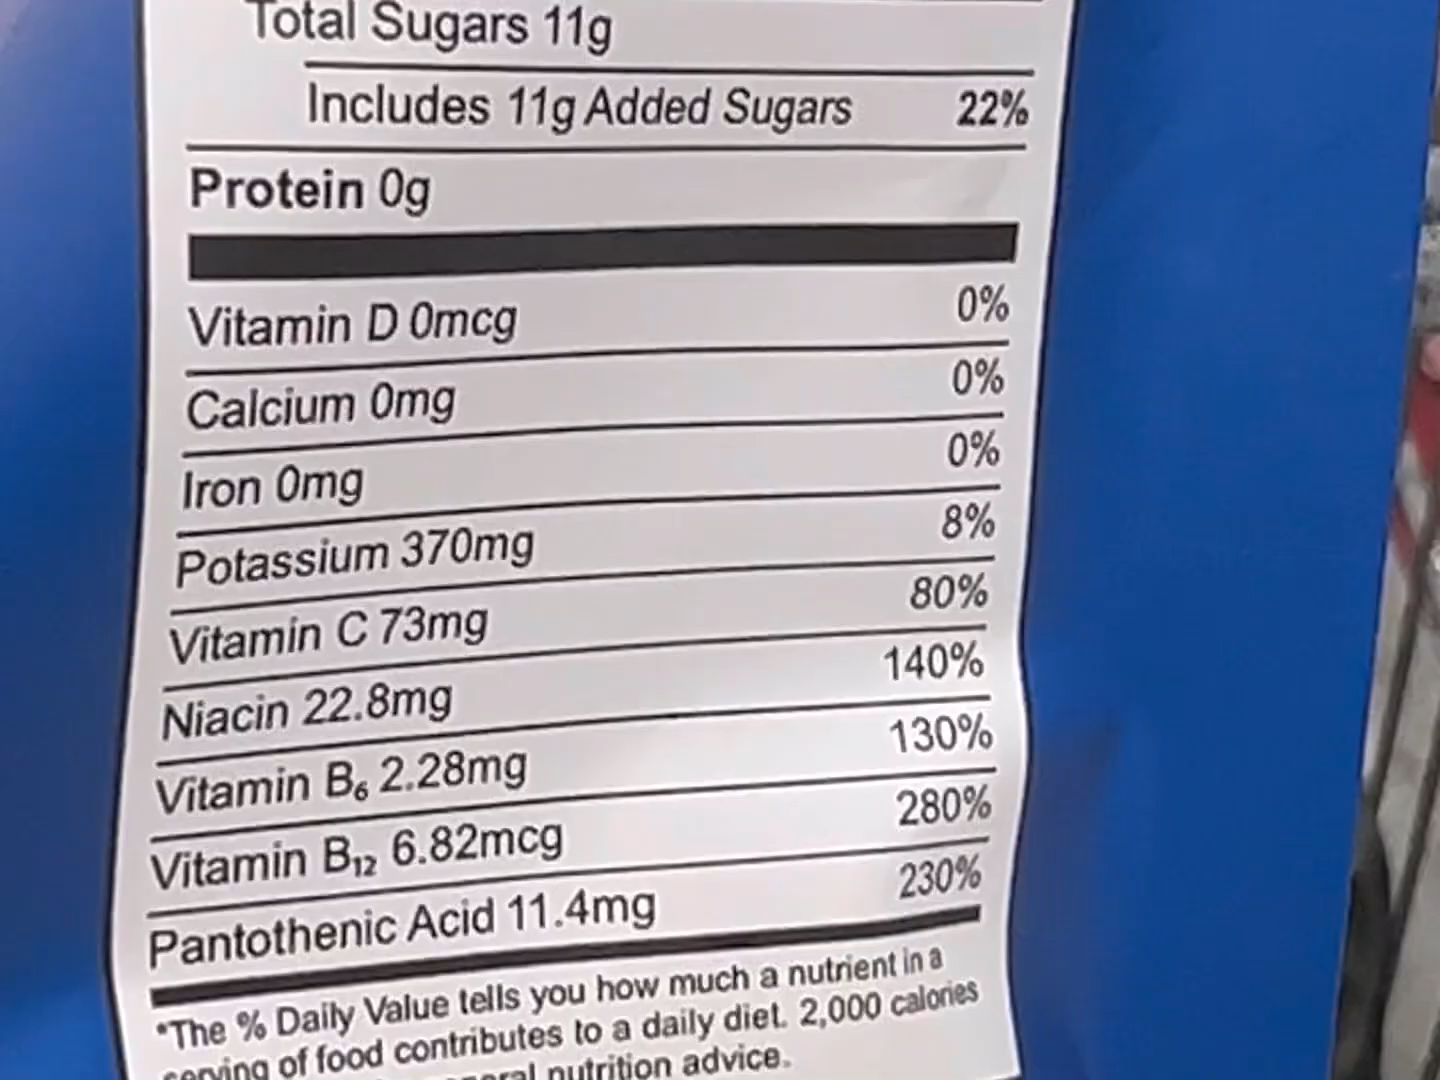 Total Sugars 11g
Includes 11g Added Sugars 22%
Protein 0g
Vitamin D 0mcg 0%
Calcium 0mg 0%
Iron 0mg 0%
Potassium 370mg 8%
Vitamin C 73mg 80%
Niacin 22.8mg 140%
Vitamin B₆ 2.28mg 130%
Vitamin B₁₂ 6.82mcg 280%
Pantothenic Acid 11.4mg 230%
*The % Daily Value tells you how much a nutrient in a
serving of food contributes to a daily diet. 2,000 calories
nutrition advice.